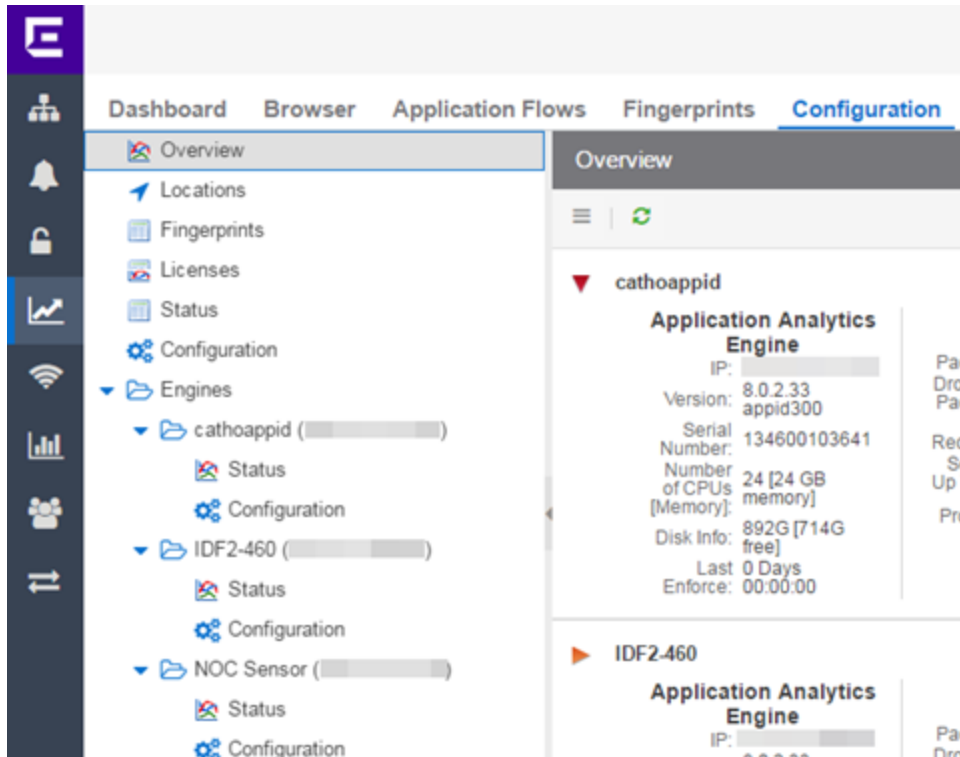 Dashboard Browser Application Flows Fingerprints Configuration
Overview
Locations
Fingerprints
Licenses
Status
Configuration
Engines
cathoappid ( )
Status
Configuration
IDF2-460 ( )
Status
Configuration
NOC Sensor ( )
Status
Configuration
Overview
cathoappid
Application Analytics
Engine
IP:
Version: 8.0.2.33
appid300
Serial
Number: 134600103641
Number
of CPUs
[Memory]: 24 [24 GB
memory]
Disk Info: 892G [714G
free]
Last
Enforce: 0 Days
00:00:00
Up
IDF2-460
Application Analytics
Engine
IP: